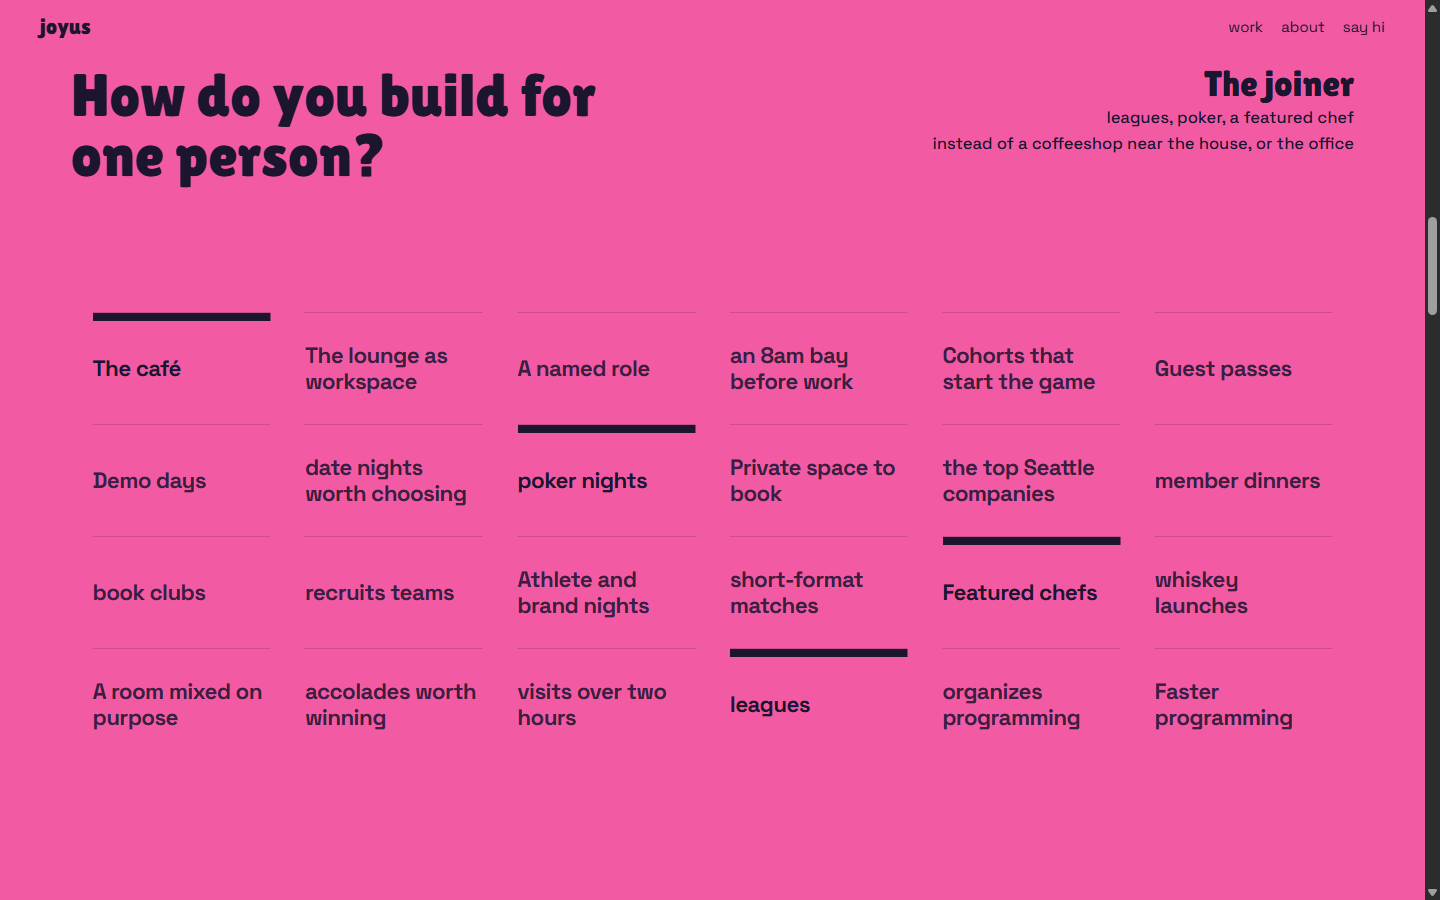 joyus
work about say hi
How do you build for
one person?
The joiner
leagues, poker, a featured chef
instead of a coffeeshop near the house, or the office
The café
The lounge as
workspace
A named role
an 8am bay
before work
Cohorts that
start the game
Guest passes
Demo days
date nights
worth choosing
poker nights
Private space to
book
the top Seattle
companies
member dinners
book clubs
recruits teams
Athlete and
brand nights
short-format
matches
Featured chefs
whiskey
launches
A room mixed on
purpose
accolades worth
winning
visits over two
hours
leagues
organizes
programming
Faster
programming